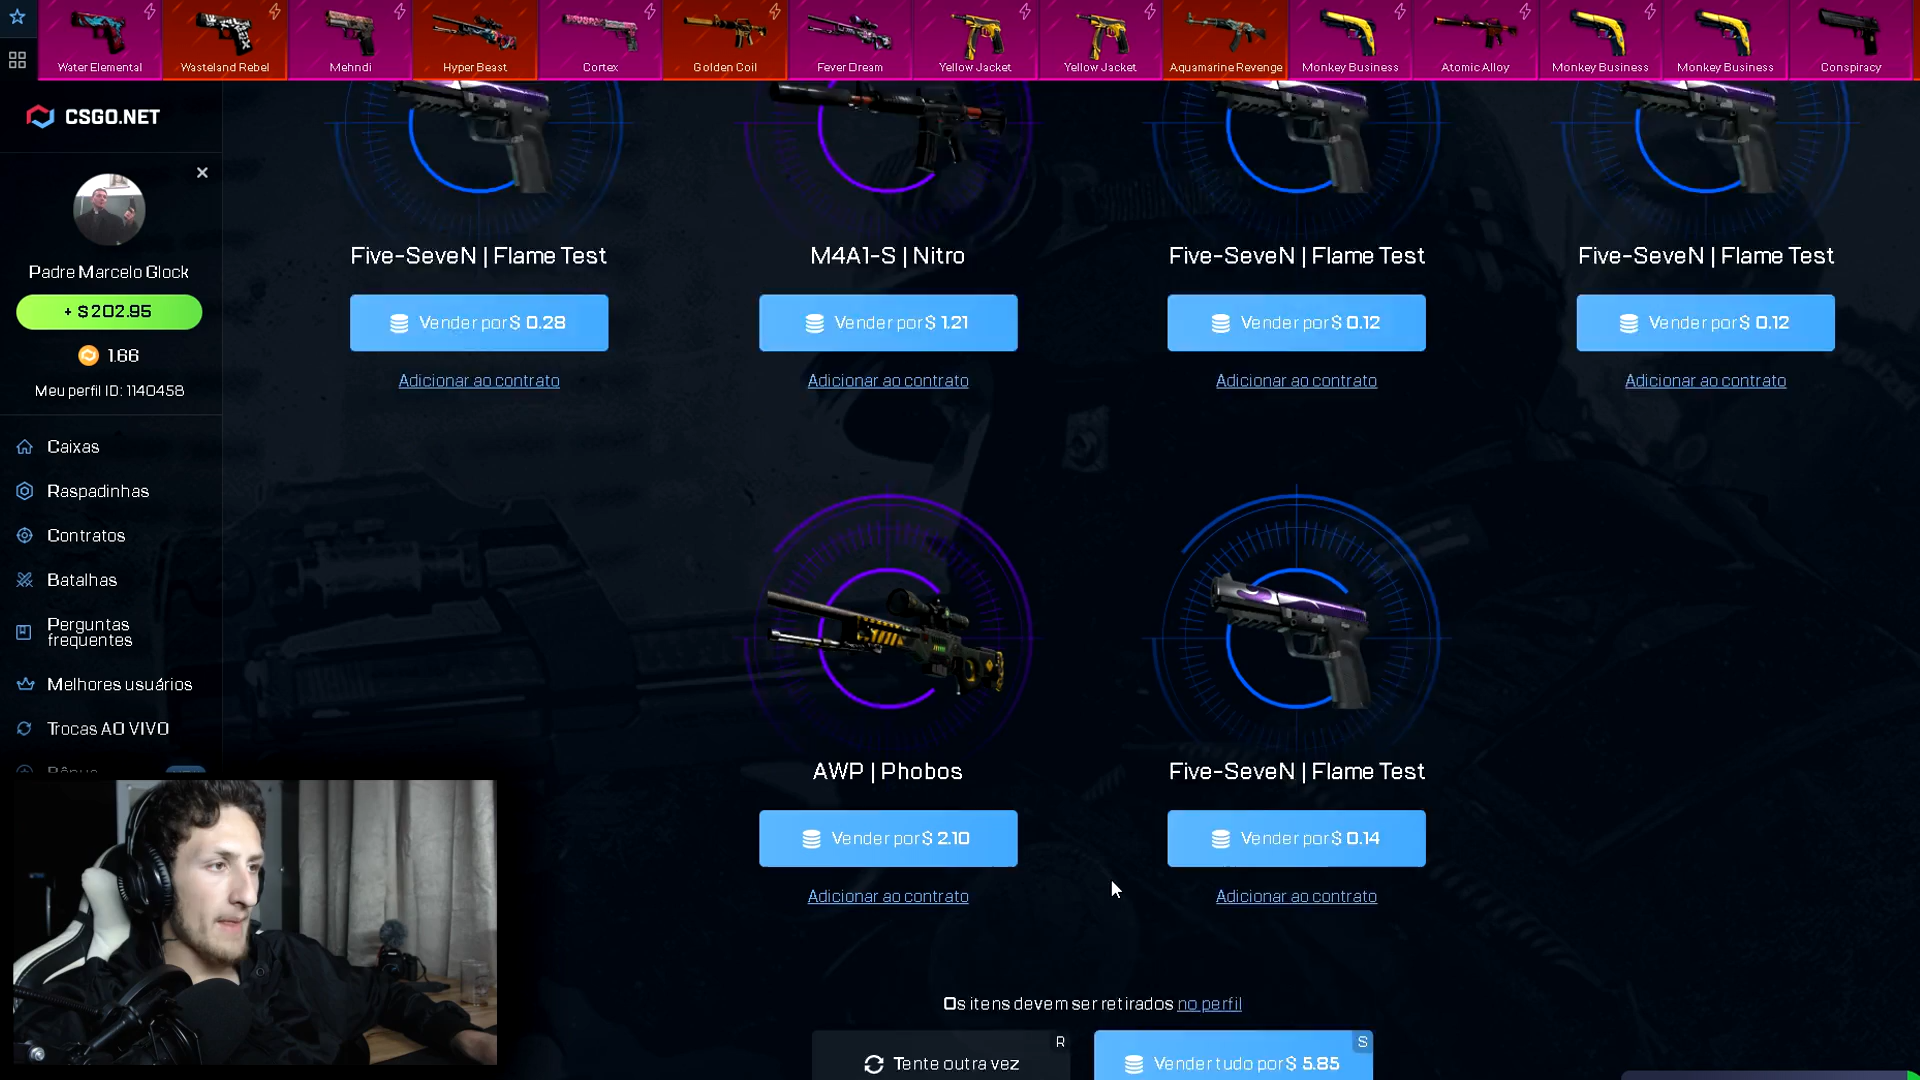 Water Elemental
Wasteland Rebel
Mehndi
Hyper Beast
Cortex
Golden Coil
Fever Dream
Yellow Jacket
Yellow Jacket
Aquamarine Revenge
Monkey Business
Atomic Alloy
Monkey Business
Monkey Business
Conspiracy
CSGO.NET
Padre Marcelo Glock
+ $ 202.95
1.66
Meu perfil ID: 1140458
Caixas
Raspadinhas
Contratos
Batalhas
Perguntas
frequentes
Melhores usuários
Trocas AO VIVO
Five-SeveN | Flame Test
M4A1-S | Nitro
Five-SeveN | Flame Test
Five-SeveN | Flame Test
Vender por $ 0.28
Vender por $ 1.21
Vender por $ 0.12
Vender por $ 0.12
Adicionar ao contrato
Adicionar ao contrato
Adicionar ao contrato
Adicionar ao contrato
AWP | Phobos
Five-SeveN | Flame Test
Vender por $ 2.10
Vender por $ 0.14
Adicionar ao contrato
Adicionar ao contrato
Os itens devem ser retirados no perfil
Tente outra vez R
Vender tudo por $ 5.85 S